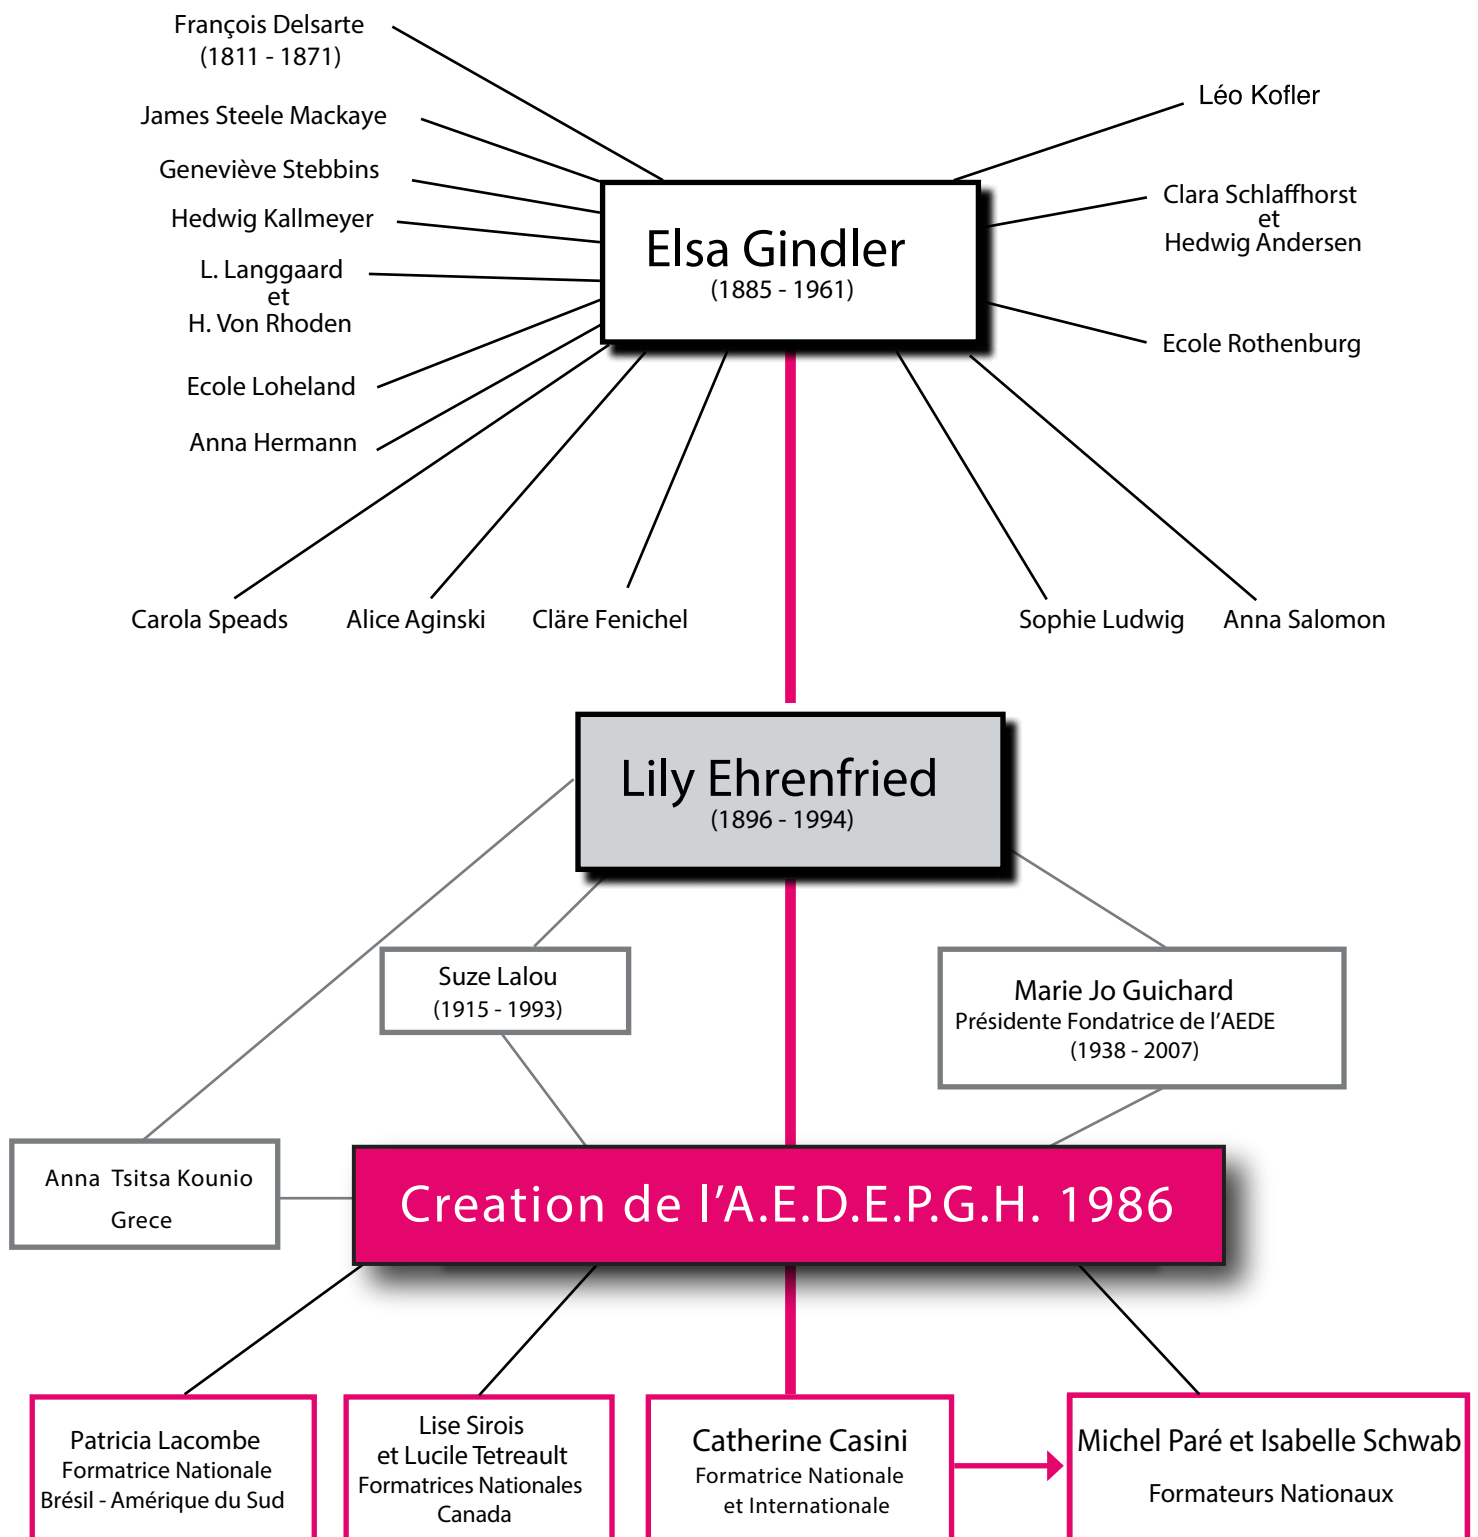 François Delsarte
(1811 - 1871)
James Steele Mackaye
Geneviève Stebbins
Hedwig Kallmeyer
L. Langgaard
et
H. Von Rhoden
Ecole Loheland
Anna Hermann
Léo Kofler
Clara Schlaffhorst
et
Hedwig Andersen
Ecole Rothenburg
Elsa Gindler
(1885 - 1961)
Carola Speads
Alice Aginski
Cläre Fenichel
Sophie Ludwig
Anna Salomon
Lily Ehrenfried
(1896 - 1994)
Suze Lalou
(1915 - 1993)
Marie Jo Guichard
Présidente Fondatrice de l'AEDE
(1938 - 2007)
Anna Tsitsa Kounio
Grece
Creation de l'A.E.D.E.P.G.H. 1986
Patricia Lacombe
Formatrice Nationale
Brésil - Amérique du Sud
Lise Sirois
et Lucile Tetreault
Formatrices Nationales
Canada
Catherine Casini
Formatrice Nationale
et Internationale
Michel Paré et Isabelle Schwab
Formateurs Nationaux